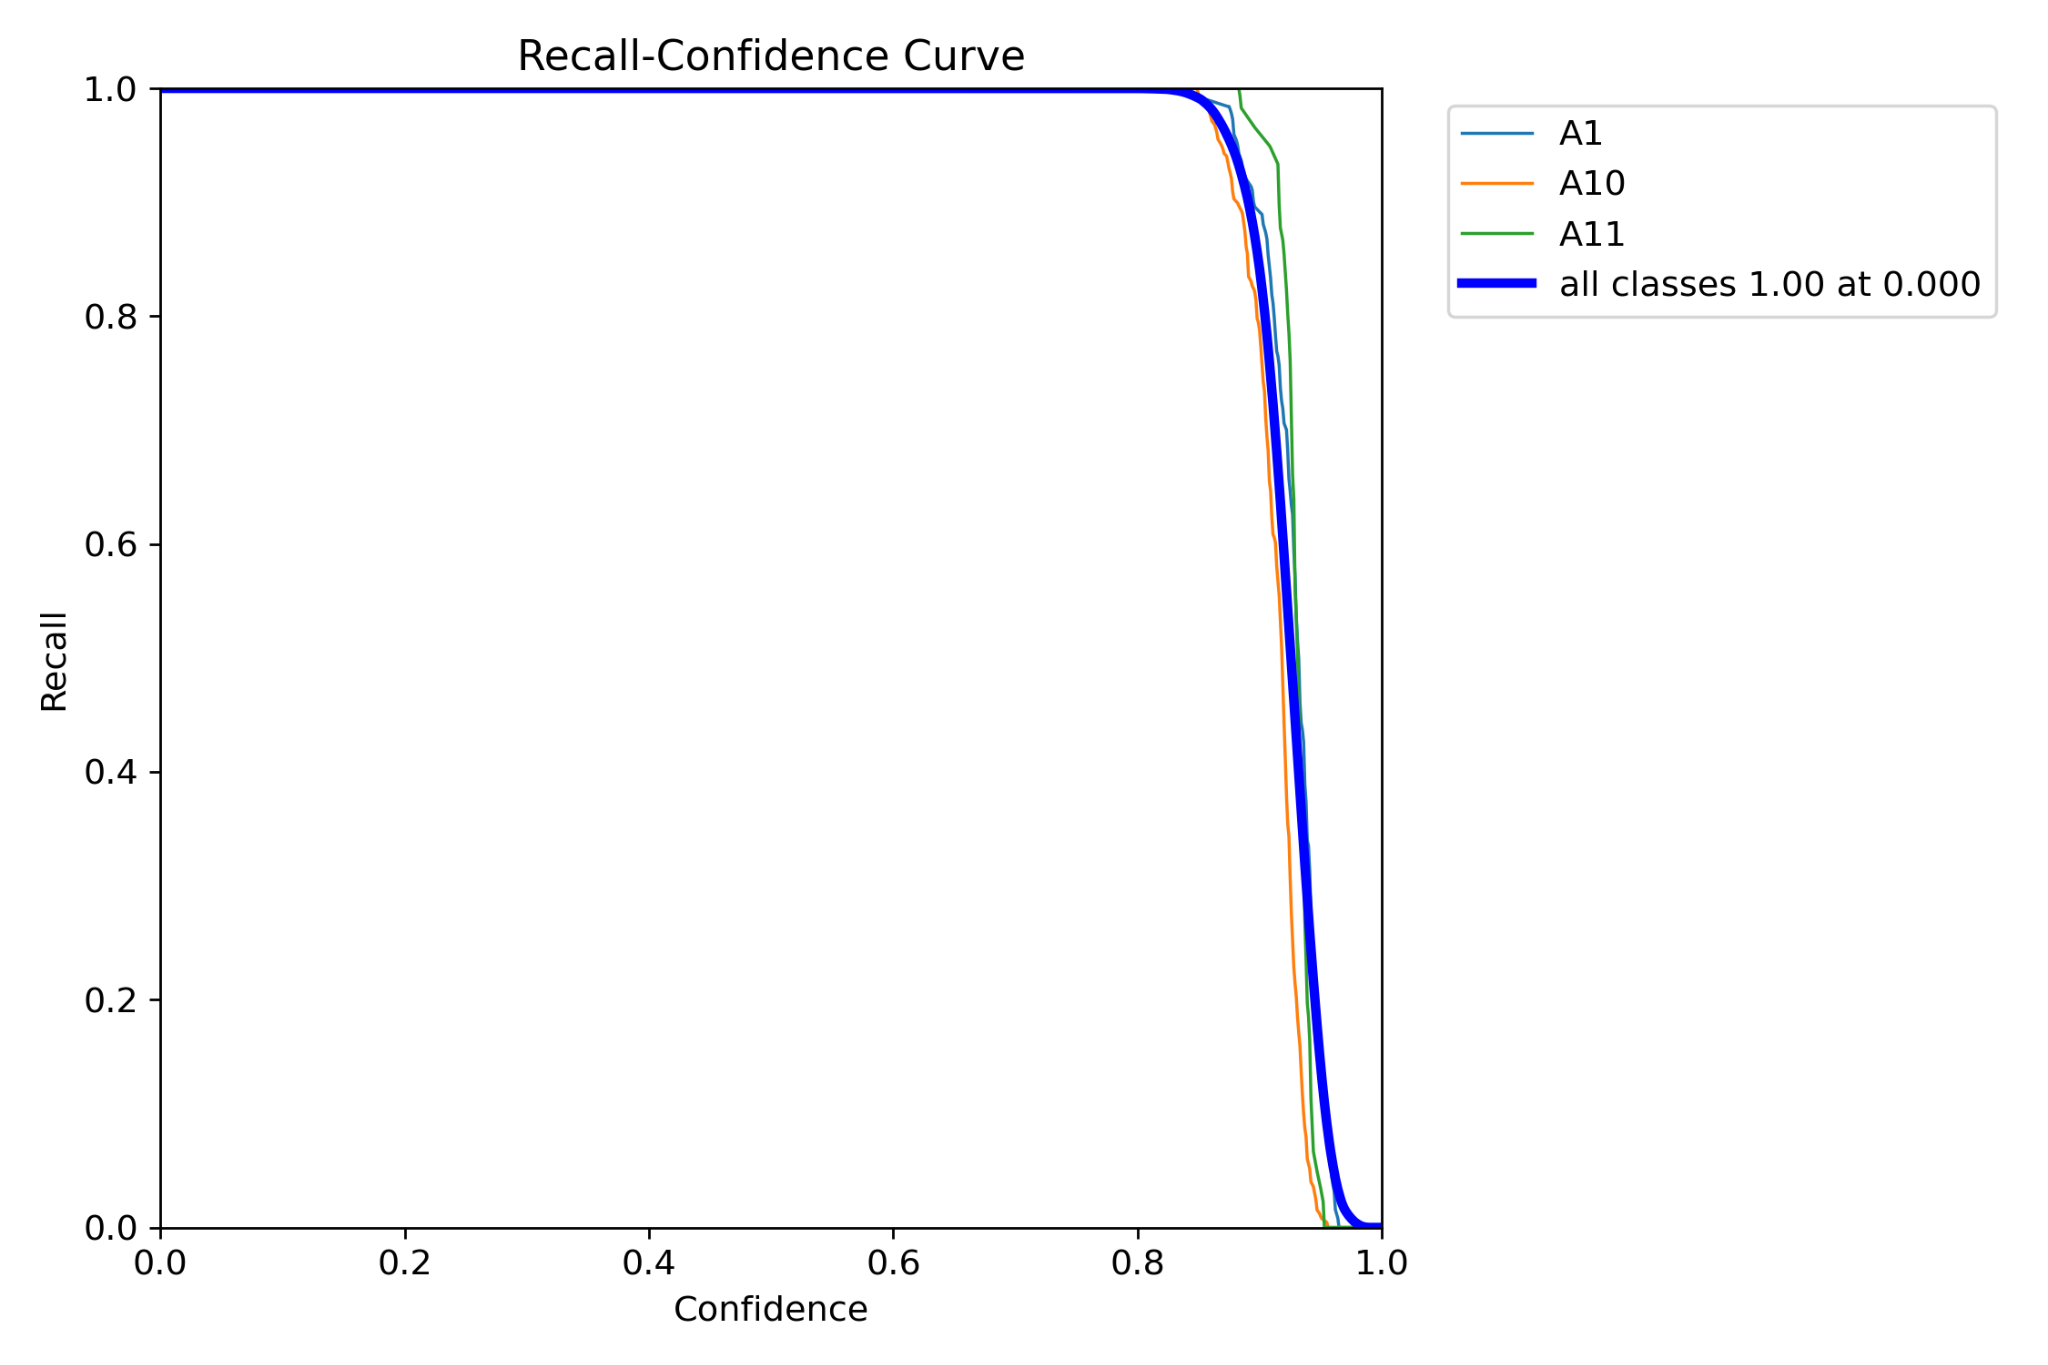 Recall-Confidence Curve
1.0
0.8
0.6
0.4
0.2
0.0
Recall
0.0 0.2 0.4 0.6 0.8 1.0
Confidence
A1
A10
A11
all classes 1.00 at 0.000